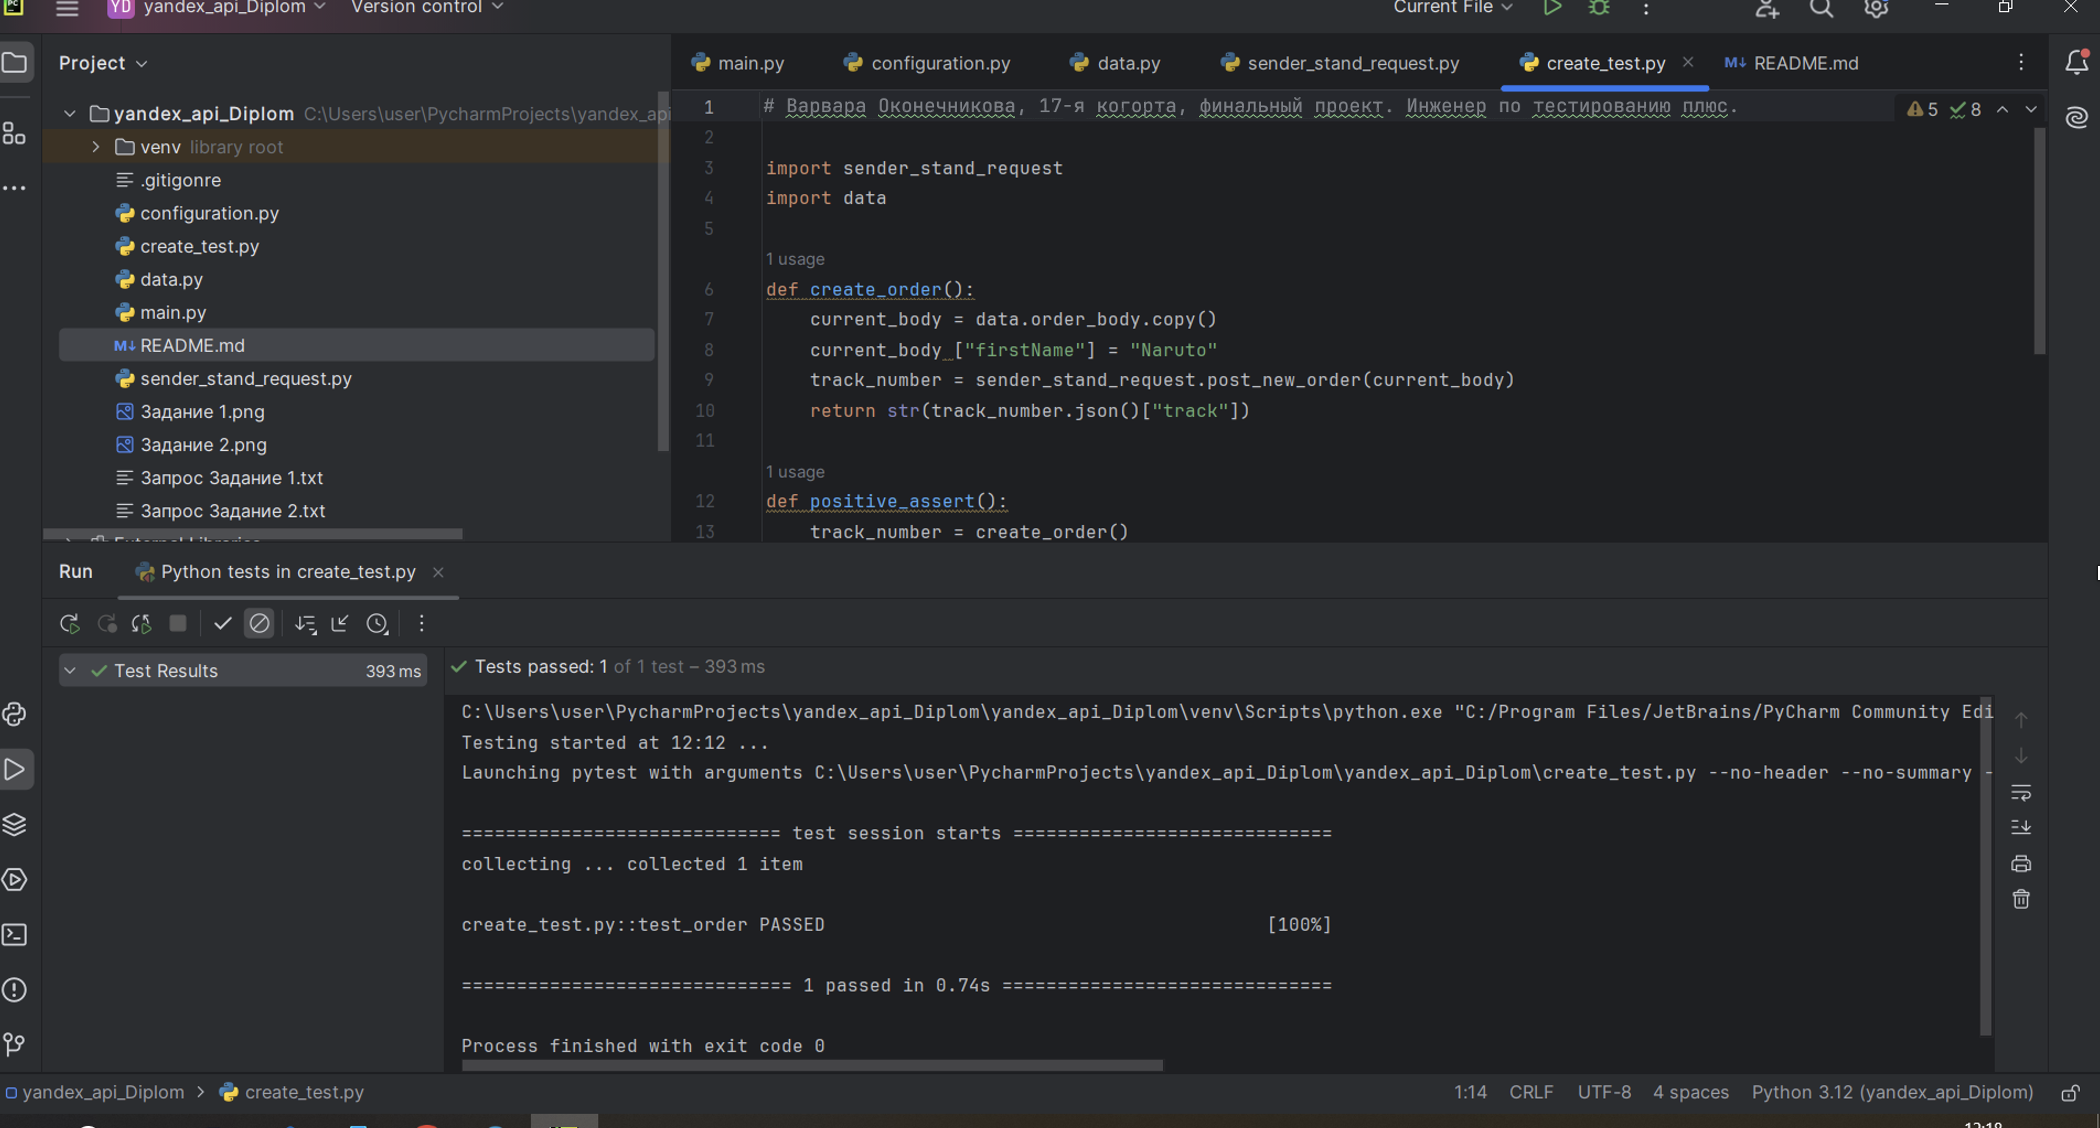 PC YD yandex_api_Diplom Version control Current File
Project
main.py configuration.py data.py sender_stand_request.py create_test.py M↓ README.md
yandex_api_Diplom C:\Users\user\PycharmProjects\yandex_api
venv library root
.gitigonre
configuration.py
create_test.py
data.py
main.py
M↓ README.md
sender_stand_request.py
Задание 1.png
Задание 2.png
Запрос Задание 1.txt
Запрос Задание 2.txt
External Libraries
1 # Варвара Оконечникова, 17-я когорта, финальный проект. Инженер по тестированию плюс. 5 8
2
3 import sender_stand_request
4 import data
5
1 usage
6 def create_order():
7 current_body = data.order_body.copy()
8 current_body ["firstName"] = "Naruto"
9 track_number = sender_stand_request.post_new_order(current_body)
10 return str(track_number.json()["track"])
11
1 usage
12 def positive_assert():
13 track_number = create_order()
Run Python tests in create_test.py
Test Results 393 ms
Tests passed: 1 of 1 test – 393 ms
C:\Users\user\PycharmProjects\yandex_api_Diplom\yandex_api_Diplom\venv\Scripts\python.exe "C:/Program Files/JetBrains/PyCharm Community Edi
Testing started at 12:12 ...
Launching pytest with arguments C:\Users\user\PycharmProjects\yandex_api_Diplom\yandex_api_Diplom\create_test.py --no-header --no-summary -
============================= test session starts =============================
collecting ... collected 1 item
create_test.py::test_order PASSED [100%]
============================== 1 passed in 0.74s ==============================
Process finished with exit code 0
yandex_api_Diplom > create_test.py 1:14 CRLF UTF-8 4 spaces Python 3.12 (yandex_api_Diplom)